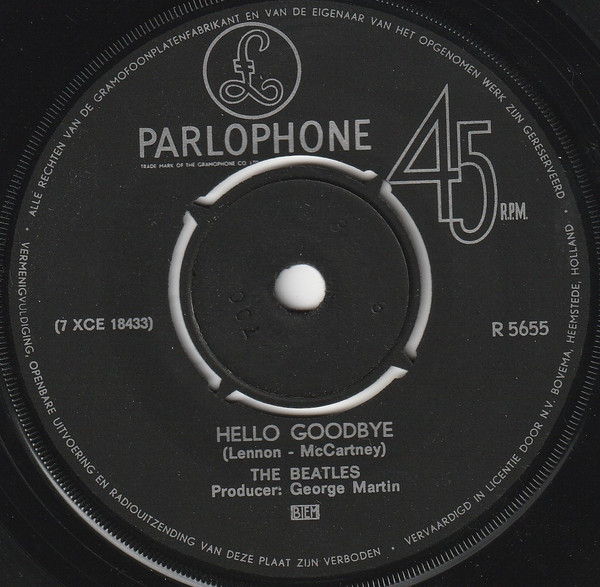 · ALLE RECHTEN VAN DE GRAMOFOONPLATENFABRIKANT EN VAN DE EIGENAAR VAN HET OPGENOMEN WERK ZIJN GERESERVEERD ·
£
PARLOPHONE
TRADE MARK OF THE GRAMOPHONE CO. LTD
45 R.P.M.
(7 XCE 18433)
R 5655
HELLO GOODBYE
(Lennon - McCartney)
THE BEATLES
Producer: George Martin
BIEM
VERMENIGVULDIGING, OPENBARE UITVOERING EN RADIOUITZENDING VAN DEZE PLAAT ZIJN VERBODEN · VERVAARDIGD IN LICENTIE DOOR N.V. BOVEMA, HEEMSTEDE, HOLLAND